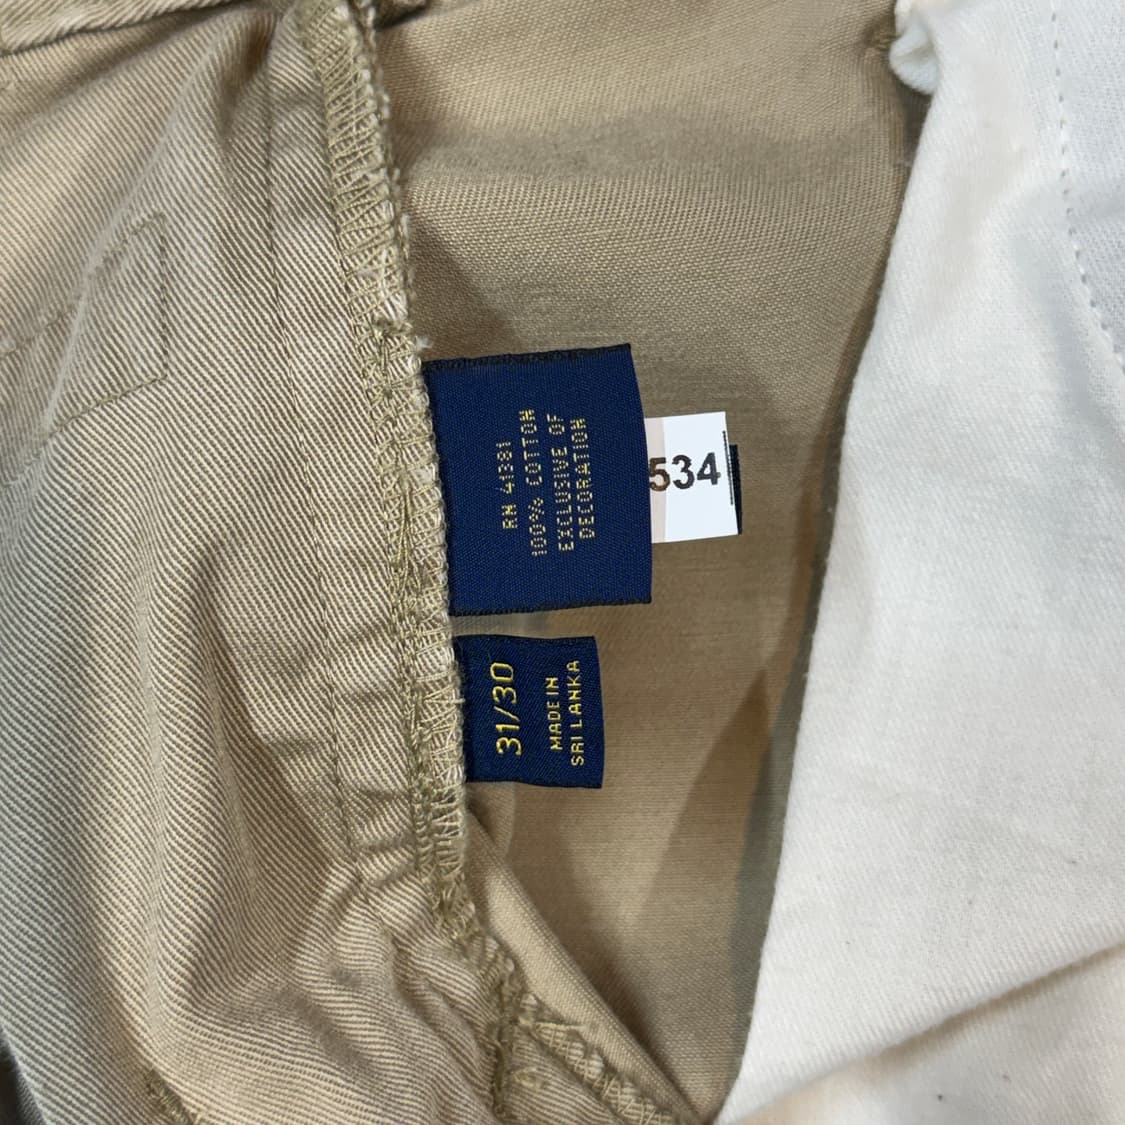 RN 41381
100% COTTON
EXCLUSIVE OF
DECORATION
534
31/30
MADE IN
SRI LANKA